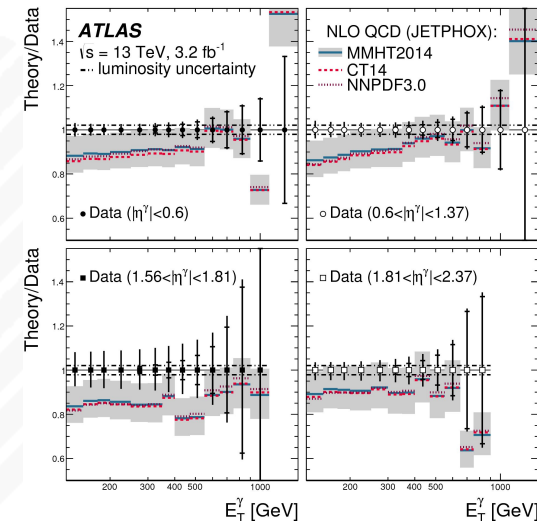 ATLAS
√s = 13 TeV, 3.2 fb⁻¹
luminosity uncertainty
NLO QCD (JETPHOX):
MMHT2014
CT14
NNPDF3.0
Theory/Data
1.4
1.2
1
0.8
0.6
Data (|η^γ|<0.6)
Data (0.6<|η^γ|<1.37)
Theory/Data
1.4
1.2
1
0.8
0.6
Data (1.56<|η^γ|<1.81)
Data (1.81<|η^γ|<2.37)
200 300 400 500 1000
200 300 400 500 1000
E_T^γ [GeV]
E_T^γ [GeV]